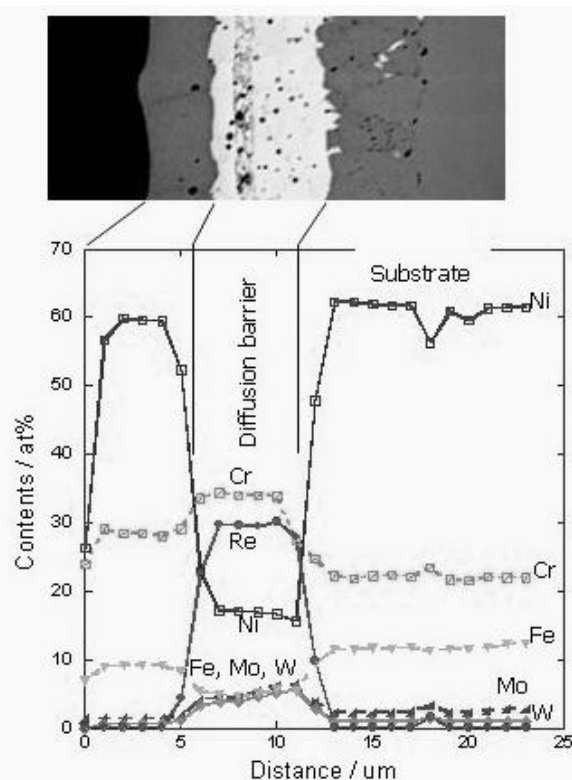 70
60
50
40
30
20
10
0
Contents / at%
Diffusion barrier
Substrate
Ni
Cr
Re
Ni
Cr
Fe
Fe, Mo, W
Mo
W
0 5 10 15 20 25
Distance / um